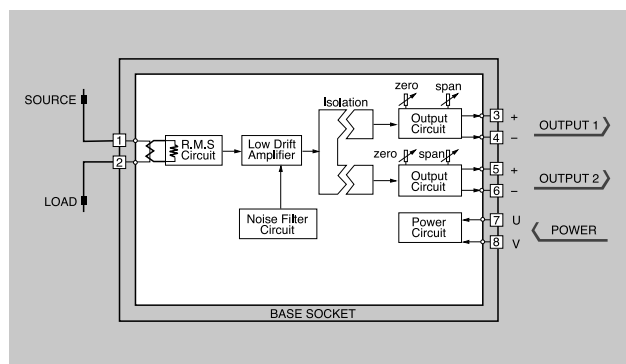 zero span
SOURCE
Isolation
3 +
Output
Circuit
OUTPUT 1
1
R.M.S
Circuit
Low Drift
Amplifier
4 −
2
zero span
5 +
Output
Circuit
OUTPUT 2
6 −
LOAD
Noise Filter
Circuit
Power
Circuit
7 U
POWER
8 V
BASE SOCKET